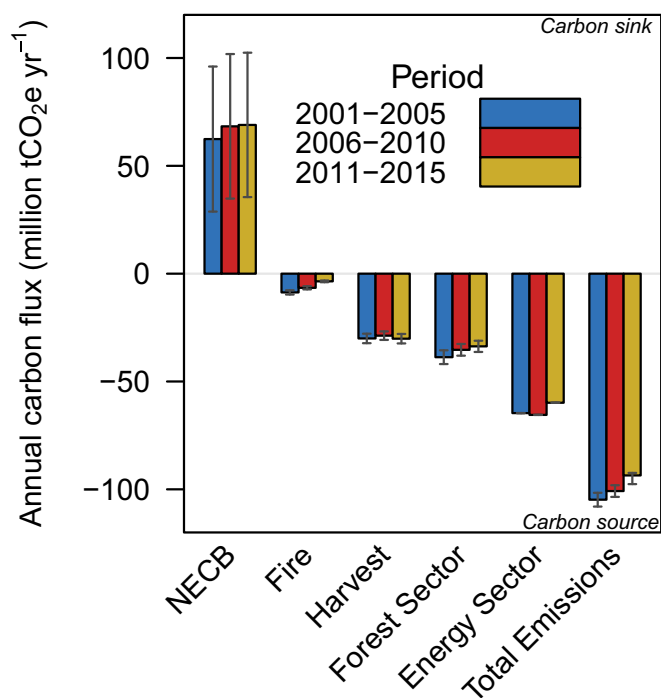 Annual carbon flux (million tCO₂e yr⁻¹)
Carbon sink
100
50
0
−50
−100
Period
2001−2005
2006−2010
2011−2015
Carbon source
NECB
Fire
Harvest
Forest Sector
Energy Sector
Total Emissions